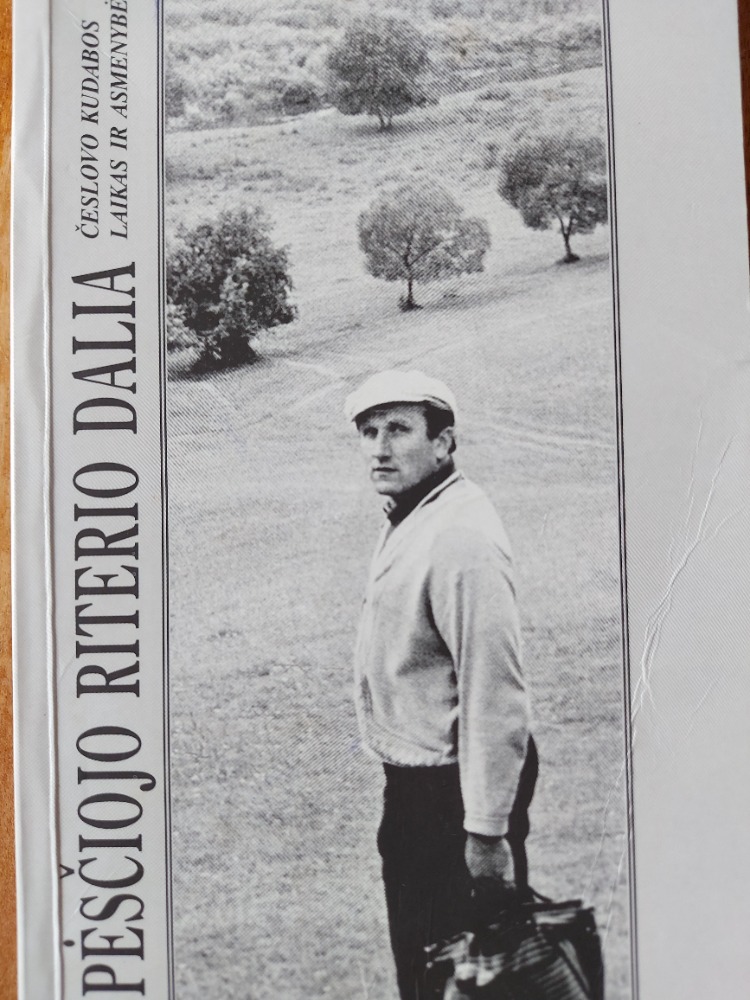 PĖSČIOJO RITERIO DALIA
ČESLOVO KUDABOS
LAIKAS IR ASMENYBĖ